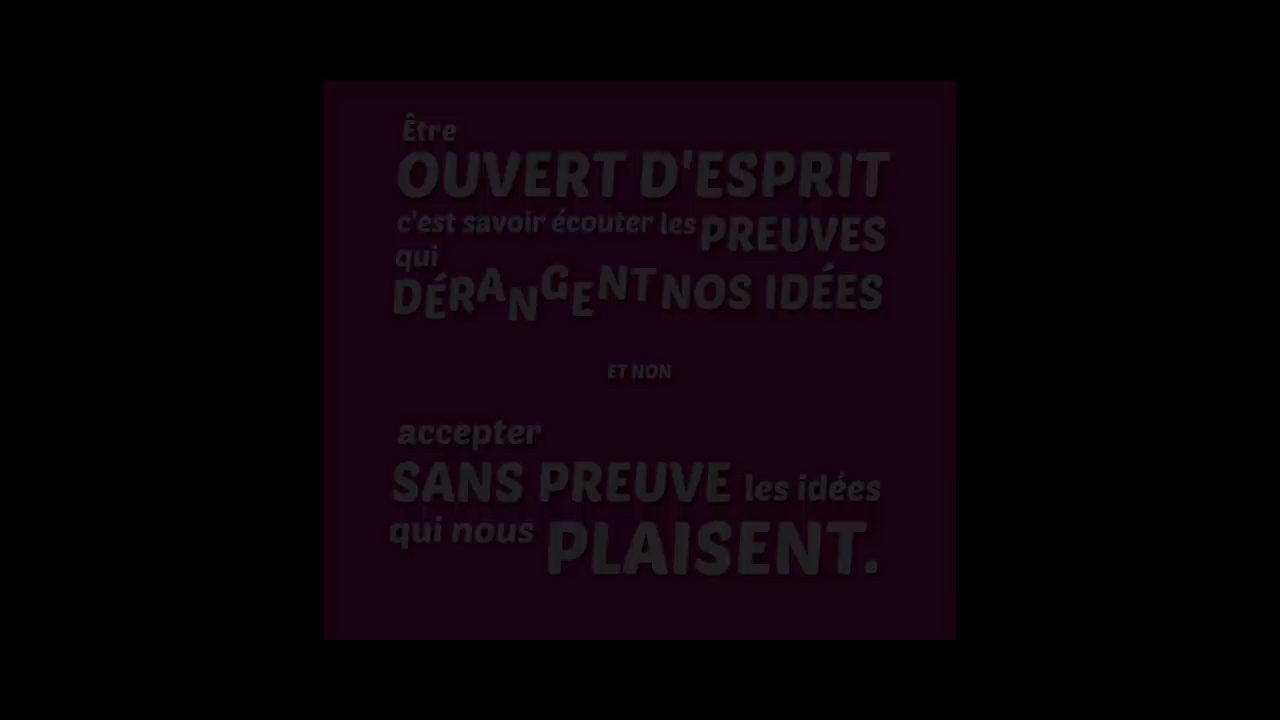 Être
OUVERT D'ESPRIT
c'est savoir écouter les PREUVES
qui
DÉRANGENT NOS IDÉES
ET NON
accepter
SANS PREUVE les idées
qui nous PLAISENT.